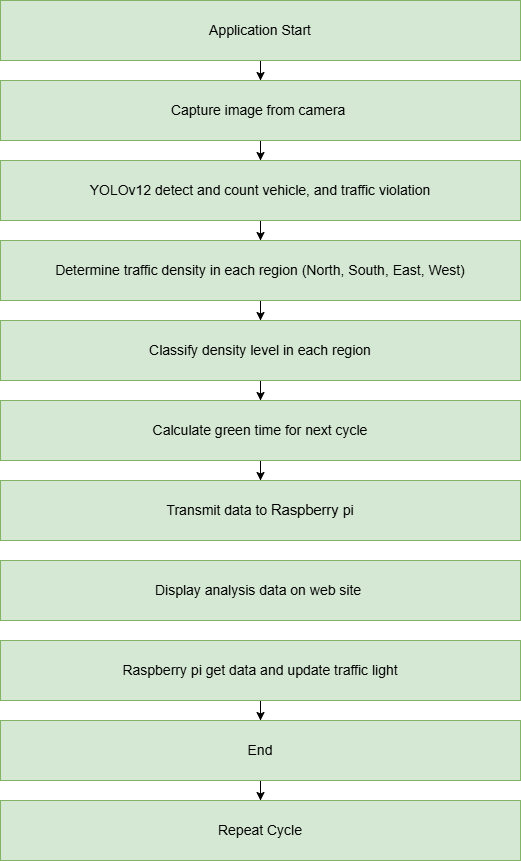 Application Start
Capture image from camera
YOLOv12 detect and count vehicle, and traffic violation
Determine traffic density in each region (North, South, East, West)
Classify density level in each region
Calculate green time for next cycle
Transmit data to Raspberry pi
Display analysis data on web site
Raspberry pi get data and update traffic light
End
Repeat Cycle